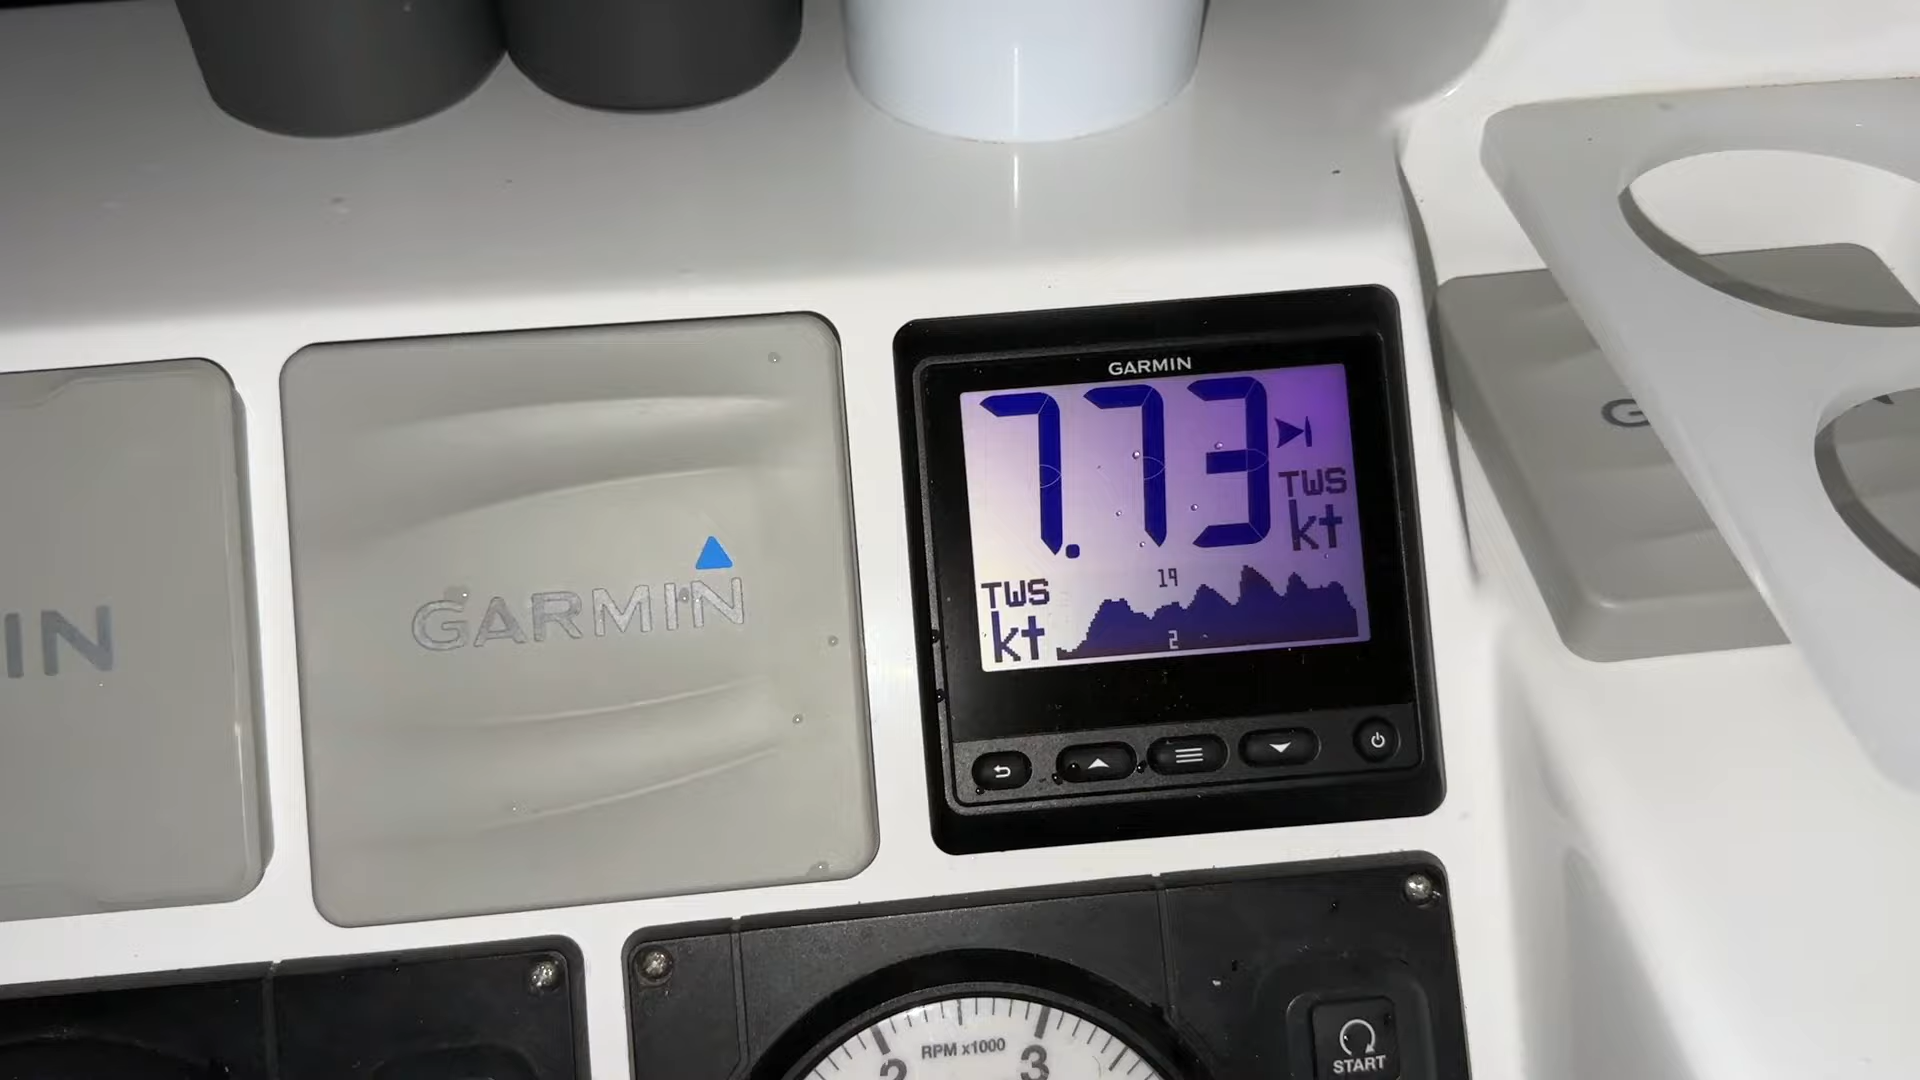 GARMIN
7.73
TWS
kt
19
TWS
kt
2
GARMIN
IN
G
RPM x1000
2
3
START